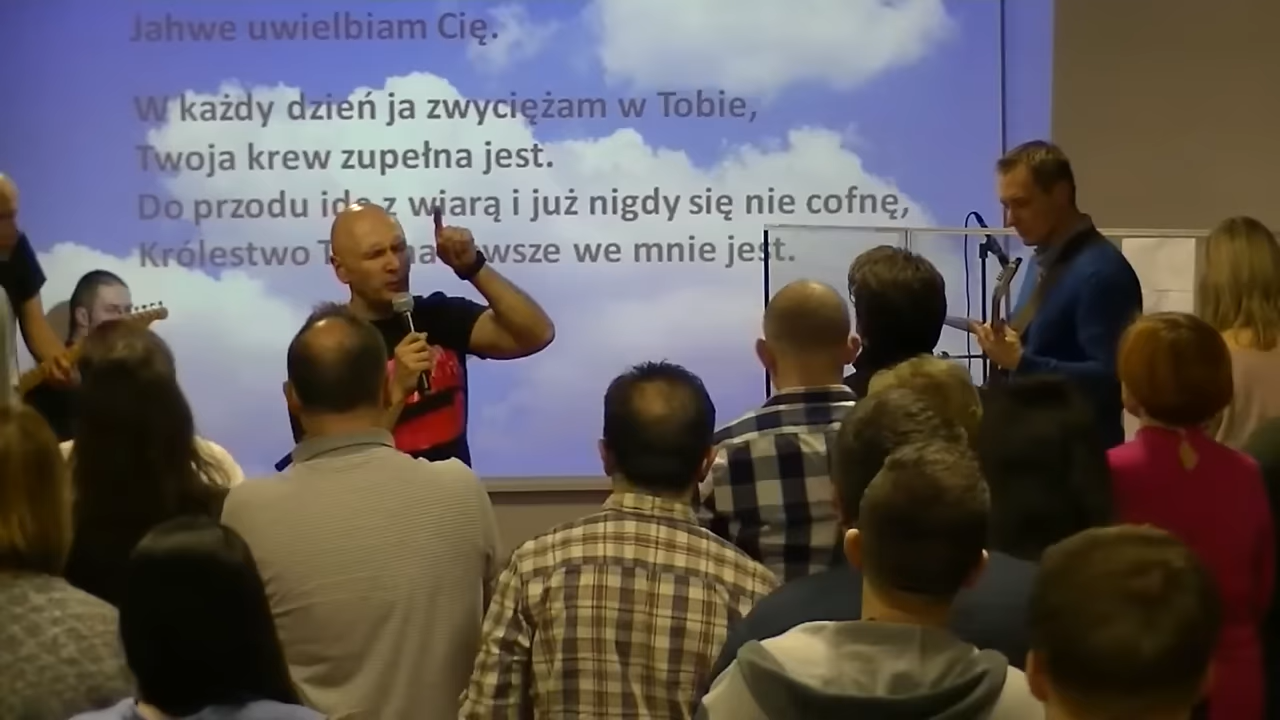 Jahwe uwielbiam Cię.
W każdy dzień ja zwyciężam w Tobie,
Twoja krew zupełna jest.
Do przodu idę z wiarą i już nigdy się nie cofnę,
Królestwo we mnie jest.